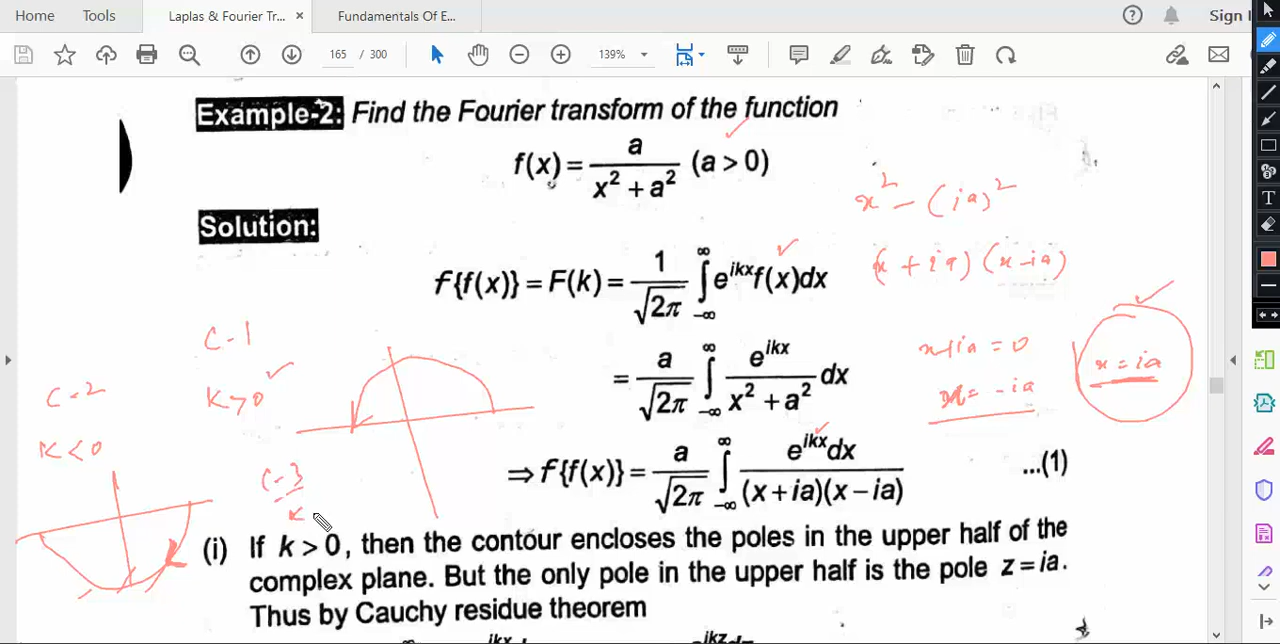 Home Tools Laplas & Fourier Tr... × Fundamentals Of E... Sign I
165 / 300 139%
Example-2: Find the Fourier transform of the function
f(x) = a / (x² + a²) (a > 0)
x² - (ia)²
Solution:
(x + ia) (x - ia)
f{f(x)} = F(k) = 1/√2π ∫_{-∞}^{∞} e^{ikx} f(x)dx
C-1
x+ia = 0
x = ia
= a/√2π ∫_{-∞}^{∞} e^{ikx} / (x² + a²) dx
C-2
K>0
x = -ia
K<0
⇒ f{f(x)} = a/√2π ∫_{-∞}^{∞} e^{ikx}dx / ((x + ia)(x – ia)) ...(1)
C-3
K
(i) If k > 0, then the contour encloses the poles in the upper half of the
complex plane. But the only pole in the upper half is the pole z = ia.
Thus by Cauchy residue theorem